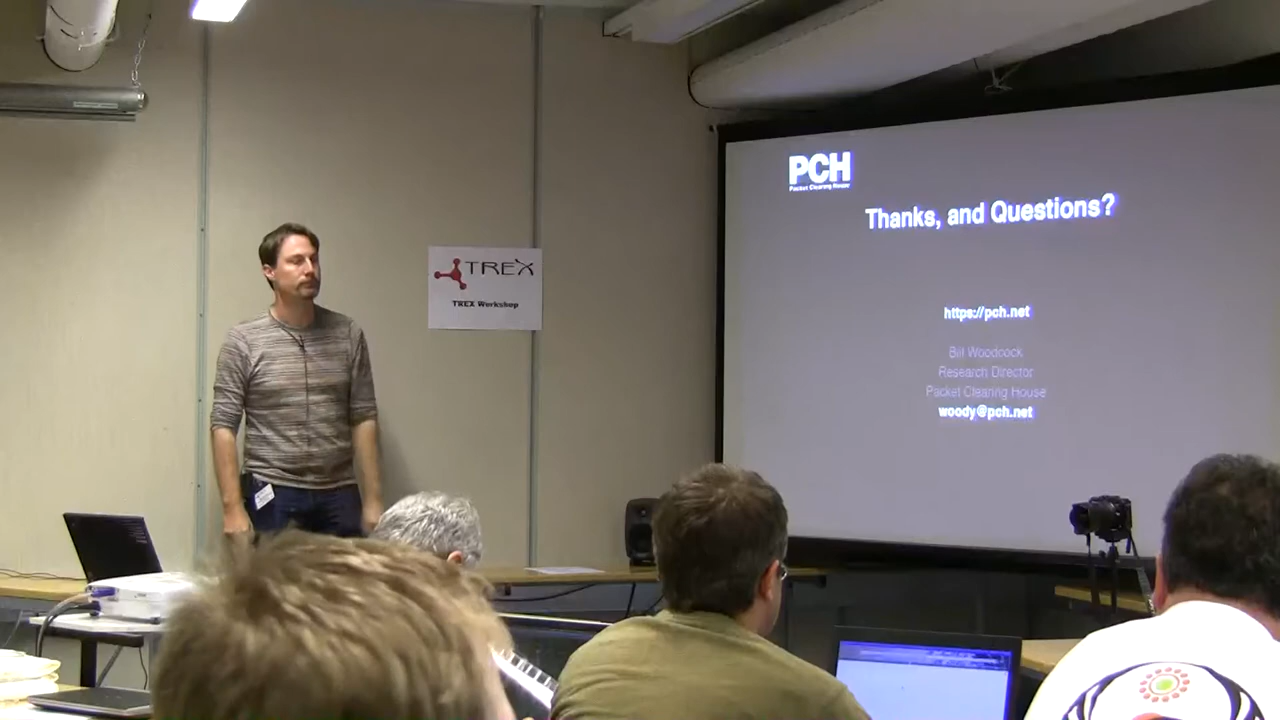 TREX
TREX Workshop
PCH
Packet Clearing House
Thanks, and Questions?
https://pch.net
Bill Woodcock
Research Director
Packet Clearing House
woody@pch.net